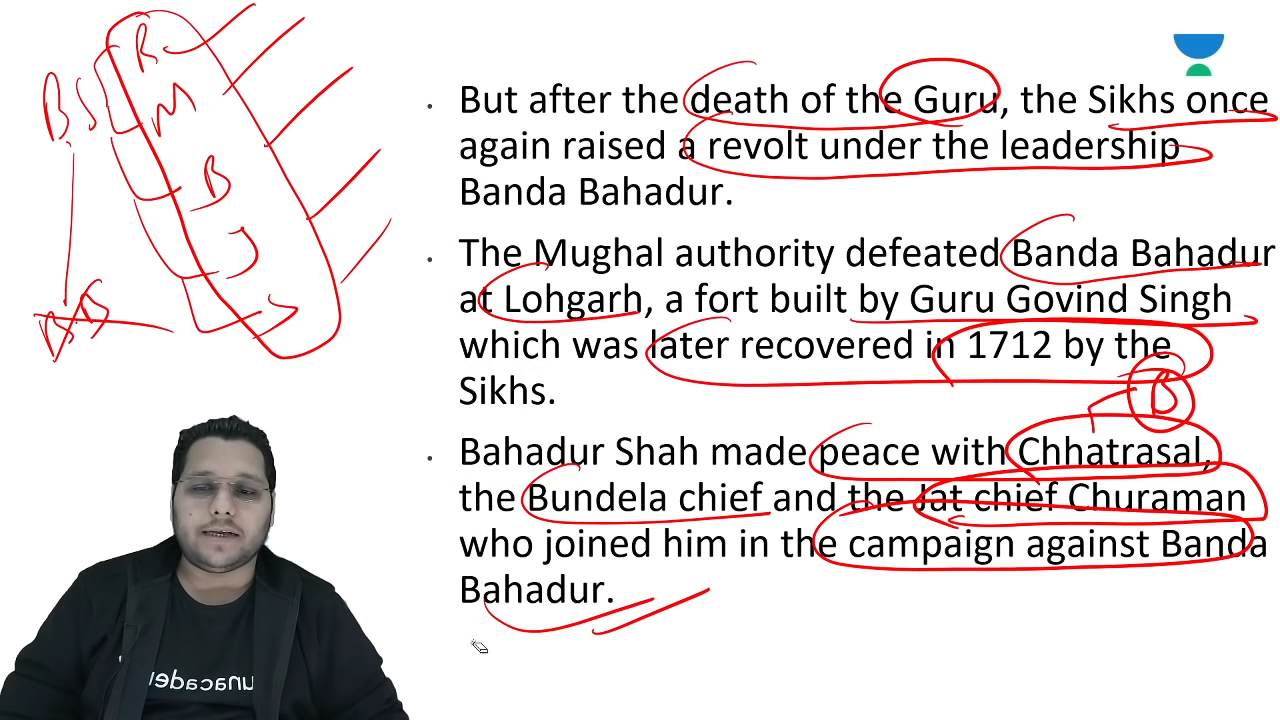 But after the death of the Guru, the Sikhs once
again raised a revolt under the leadership
Banda Bahadur.
The Mughal authority defeated Banda Bahadur
at Lohgarh, a fort built by Guru Govind Singh
which was later recovered in 1712 by the
Sikhs.
Bahadur Shah made peace with Chhatrasal,
the Bundela chief and the Jat chief Churaman
who joined him in the campaign against Banda
Bahadur.
B
R
M
B
J
S
BS
BB
unacade